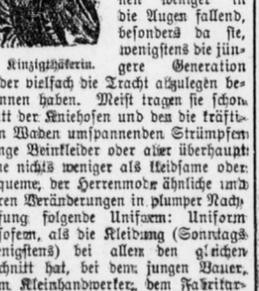 nen weniger in
die Augen fallend,
besonders da sie,
wenigstens die jün-
Kinzigthälerin.
gere Generation
der vielfach die Tracht abzulegen be-
nnen haben. Meist tragen sie schon
tt der Kniehosen und den die kräfti-
n Waden umspannenden Strümpfen
nge Beinkleider oder aber überhaupt
ne nichts weniger als kleidsame oder
queme, der Herrenmode ähnliche und
ren Veränderungen in plumper Nach-
fung folgende Uniform: Uniform
sofern, als die Kleidung (Sonntags
enigstens) bei allem den gleichen
chnitt hat, bei dem jungen Bauer,
m Kleinhandwerker, dem Fabrikar-